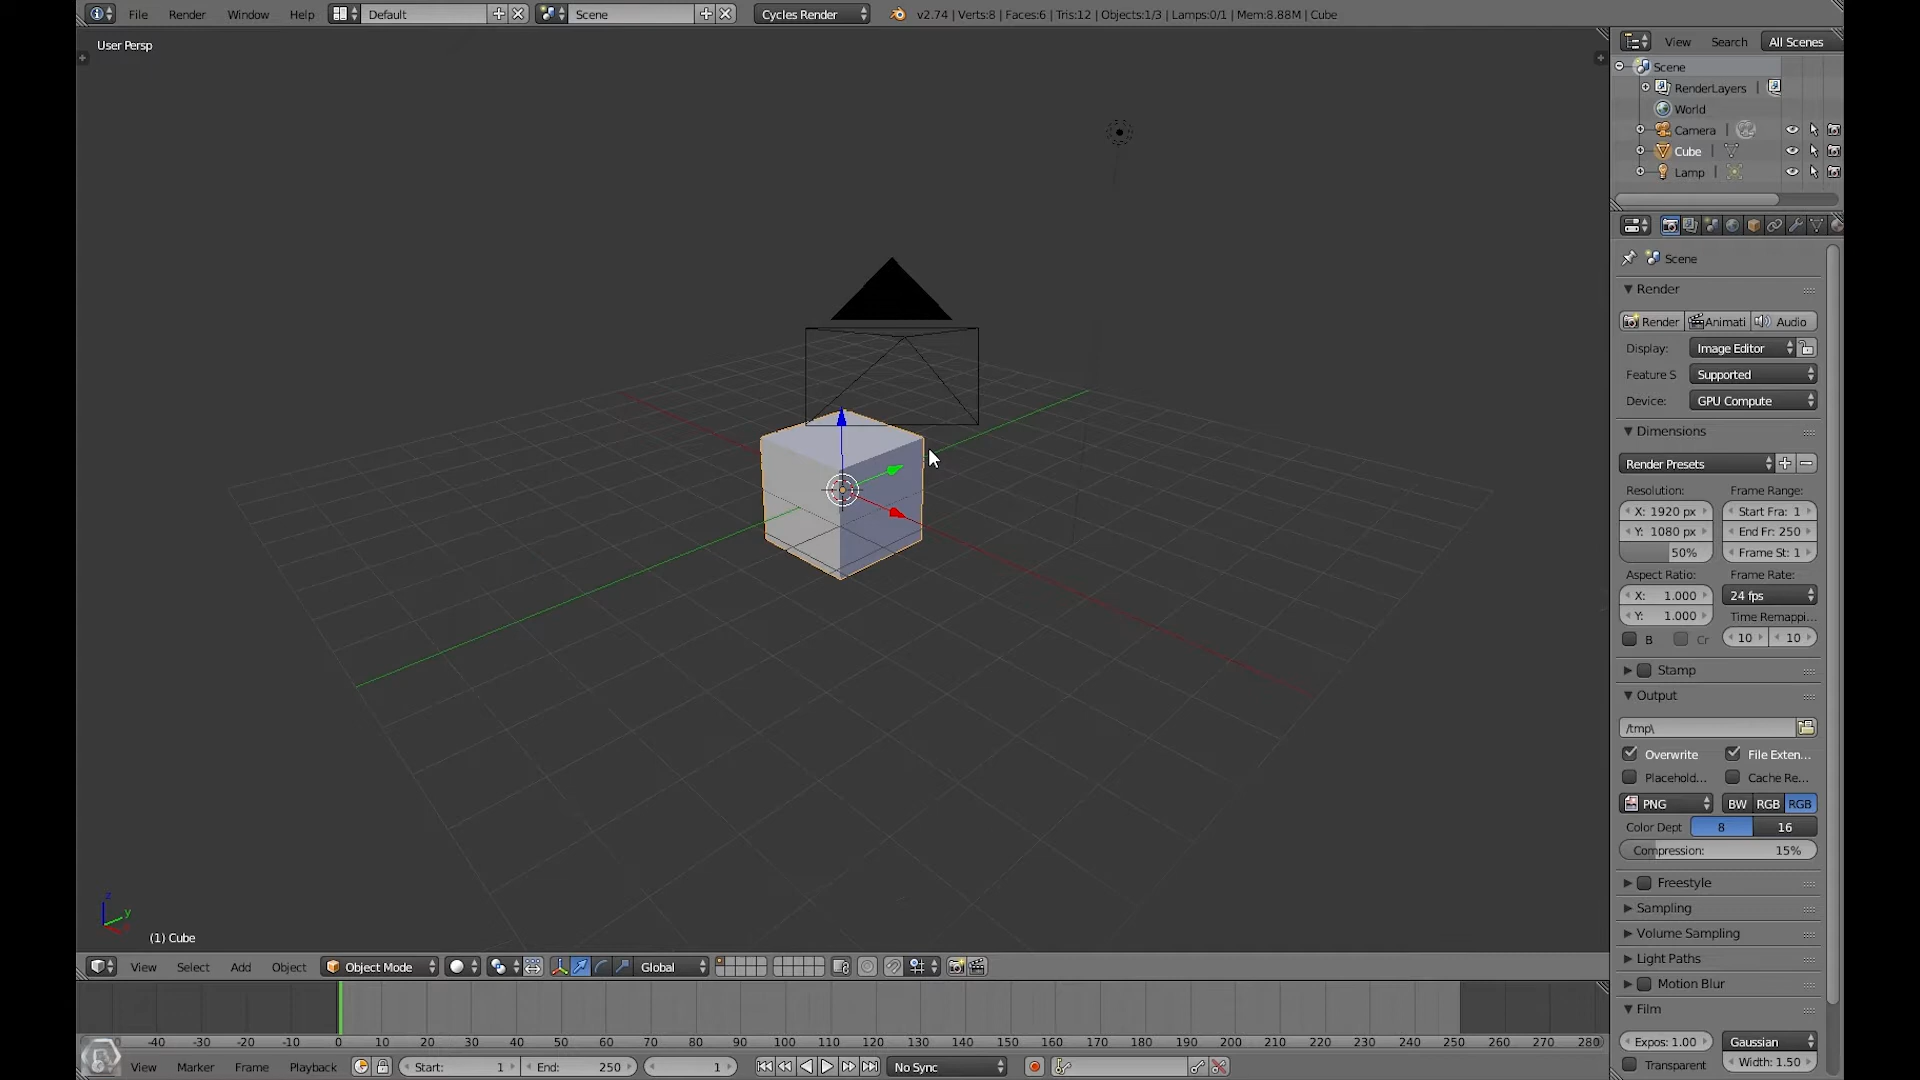 File Render Window Help Default Scene Cycles Render v2.74 | Verts:8 | Faces:6 | Tris:12 | Objects:1/3 | Lamps:0/1 | Mem:8.88M | Cube
User Persp
View Search All Scenes
Scene
RenderLayers
World
Camera
Cube
Lamp
Scene
Render
Render Animati Audio
Display: Image Editor
Feature S Supported
Device: GPU Compute
Dimensions
Render Presets
Resolution: Frame Range:
X: 1920 px Start Fra: 1
Y: 1080 px End Fr: 250
50% Frame St: 1
Aspect Ratio: Frame Rate:
X: 1.000 24 fps
Y: 1.000 Time Remappi...
B Cr 10 10
Stamp
Output
/tmp\
Overwrite File Exten...
Placehold... Cache Re...
PNG BW RGB RGB
Color Dept 8 16
Compression: 15%
Freestyle
Sampling
Volume Sampling
Light Paths
Motion Blur
Film
Expos: 1.00 Gaussian
Transparent Width: 1.50
z
y
(1) Cube
View Select Add Object Object Mode Global
-40 -30 -20 -10 0 10 20 30 40 50 60 70 80 90 100 110 120 130 140 150 160 170 180 190 200 210 220 230 240 250 260 270 280
View Marker Frame Playback Start: 1 End: 250 1 No Sync